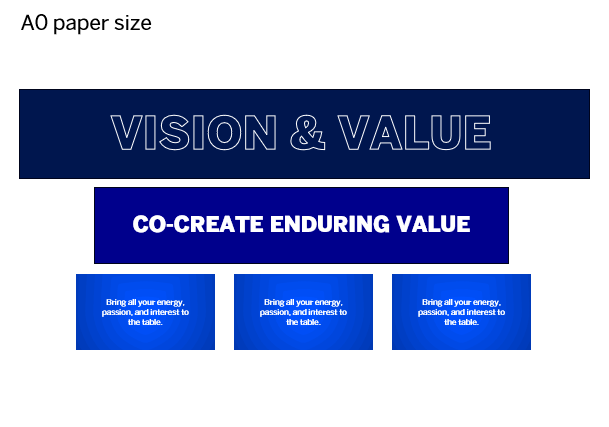 A0 paper size
VISION & VALUE
CO-CREATE ENDURING VALUE
Bring all your energy,
passion, and interest to
the table.
Bring all your energy,
passion, and interest to
the table.
Bring all your energy,
passion, and interest to
the table.